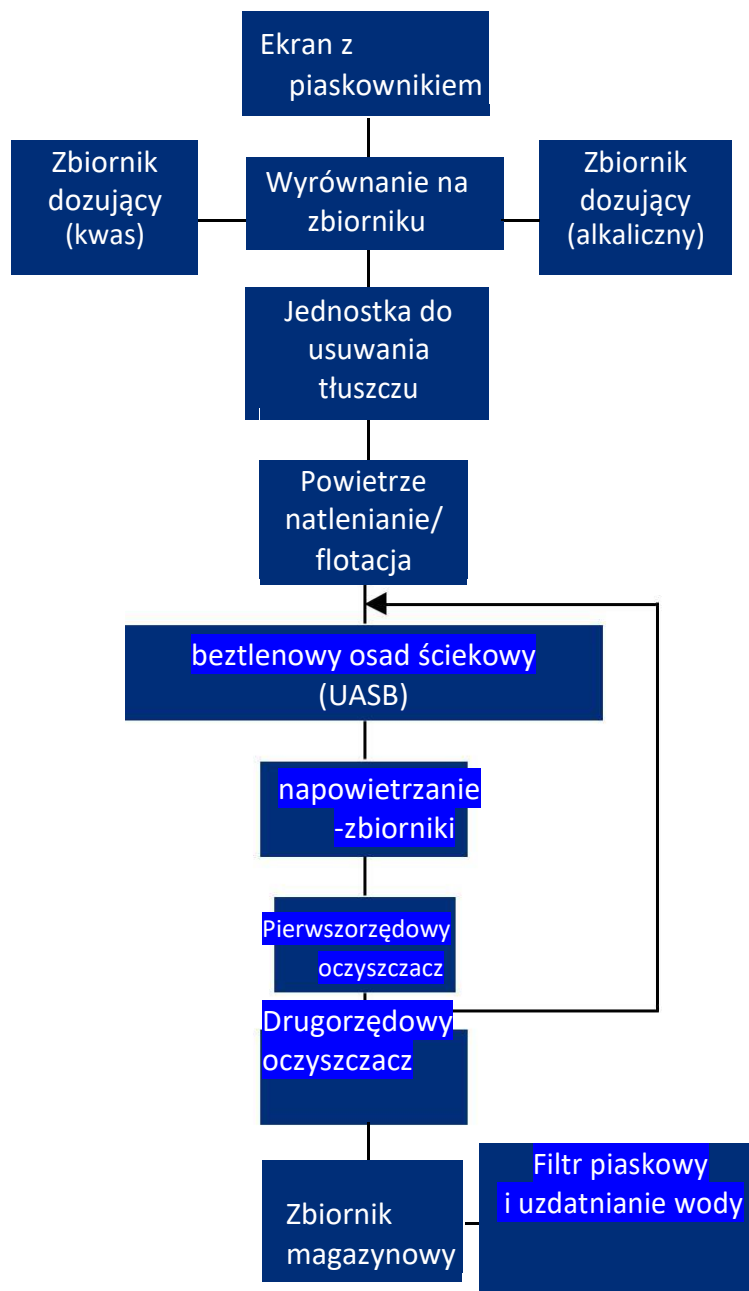 Ekran z
piaskownikiem
Zbiornik
dozujący
(kwas)
Wyrównanie na
zbiorniku
Zbiornik
dozujący
(alkaliczny)
Jednostka do
usuwania
tłuszczu
Powietrze
natlenianie/
flotacja
beztlenowy osad ściekowy
(UASB)
napowietrzanie
-zbiorniki
Pierwszorzędowy
oczyszczacz
Drugorzędowy
oczyszczacz
Zbiornik
magazynowy
Filtr piaskowy
i uzdatnianie wody